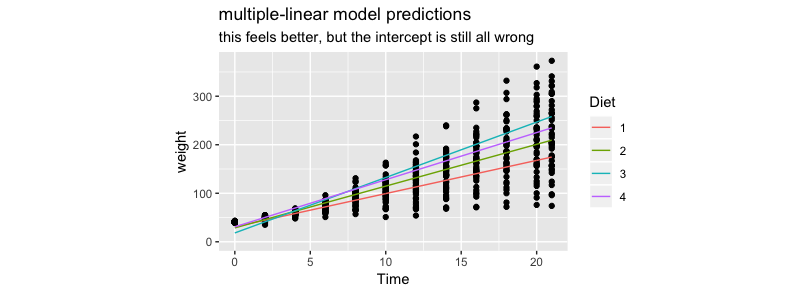 multiple-linear model predictions
this feels better, but the intercept is still all wrong
300
200
100
0
weight
0 5 10 15 20
Time
Diet
1
2
3
4